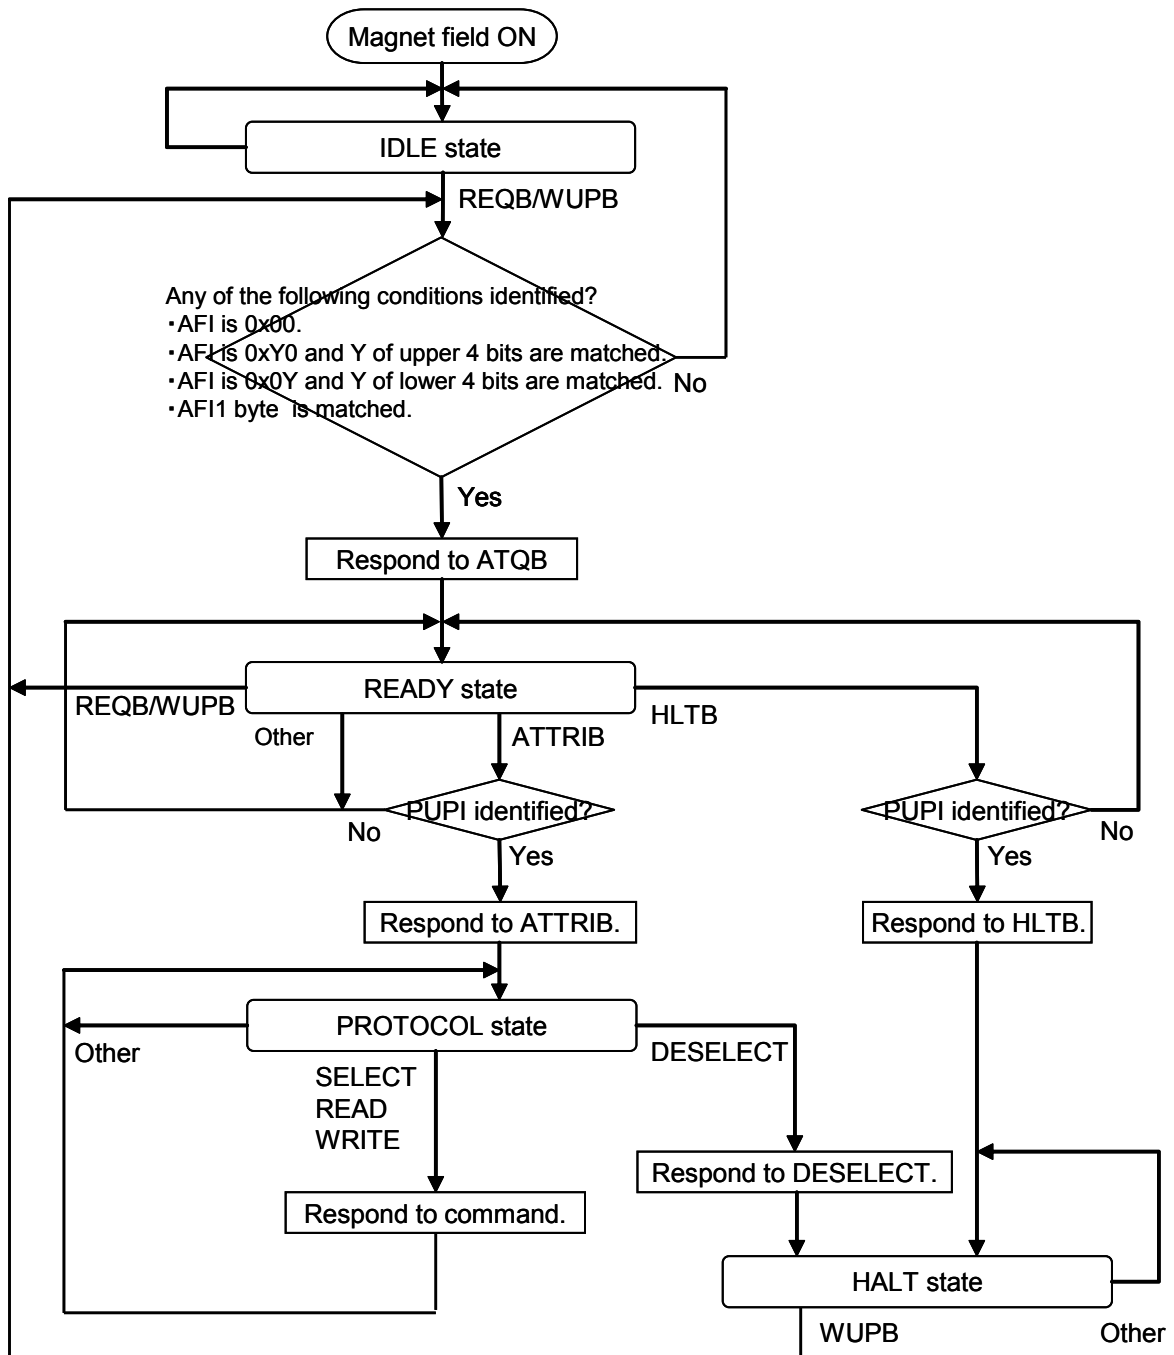 Magnet field ON
IDLE state
REQB/WUPB
Any of the following conditions identified?
・AFI is 0x00.
・AFI is 0xY0 and Y of upper 4 bits are matched.
・AFI is 0x0Y and Y of lower 4 bits are matched.
No
・AFI1 byte  is matched.
Yes
Respond to ATQB
READY state
REQB/WUPB
HLTB
Other
ATTRIB
PUPI identified?
PUPI identified?
No
No
Yes
Yes
Respond to ATTRIB.
Respond to HLTB.
PROTOCOL state
Other
DESELECT
SELECT
READ
WRITE
Respond to DESELECT.
Respond to command.
HALT state
WUPB
Other